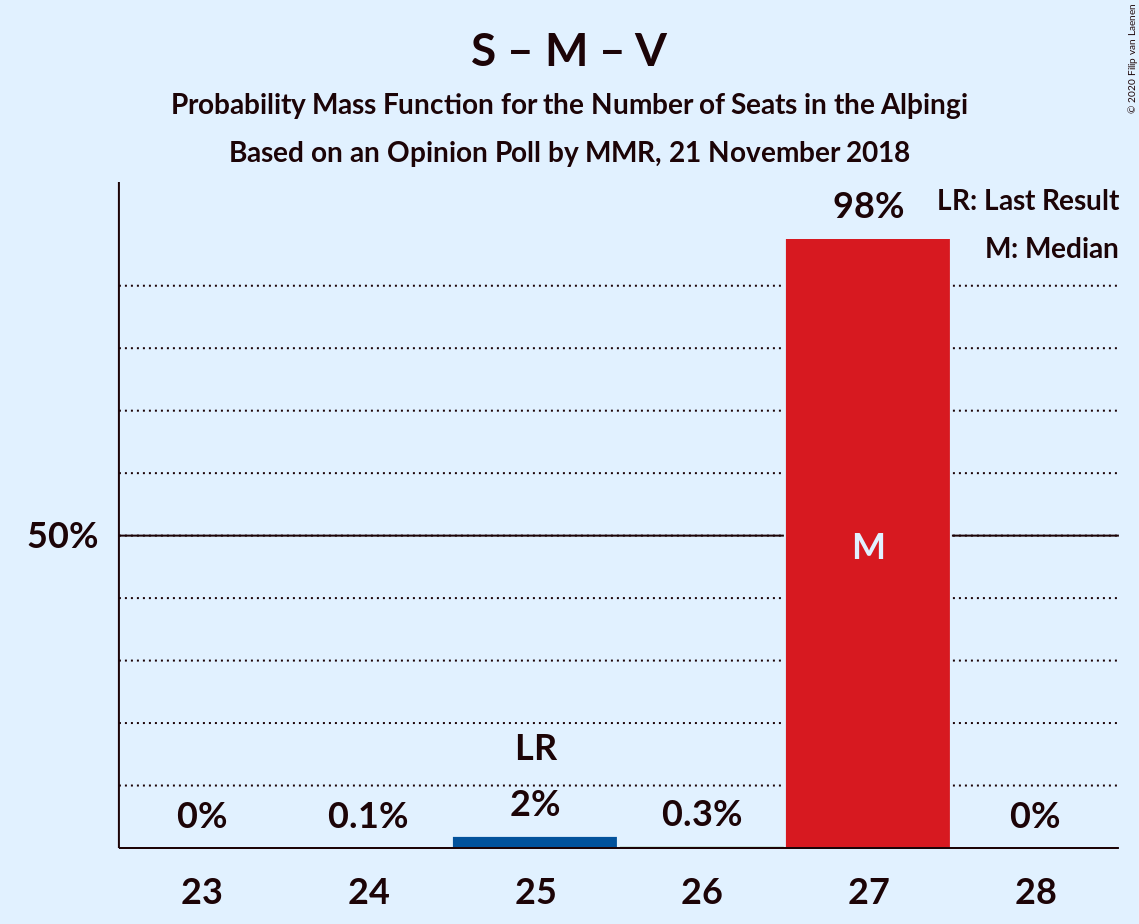 S – M – V
Probability Mass Function for the Number of Seats in the Alþingi
Based on an Opinion Poll by MMR, 21 November 2018
© 2020 Filip van Laenen
LR: Last Result
M: Median
98%
50%
M
LR
0%
0.1%
2%
0.3%
0%
23
24
25
26
27
28